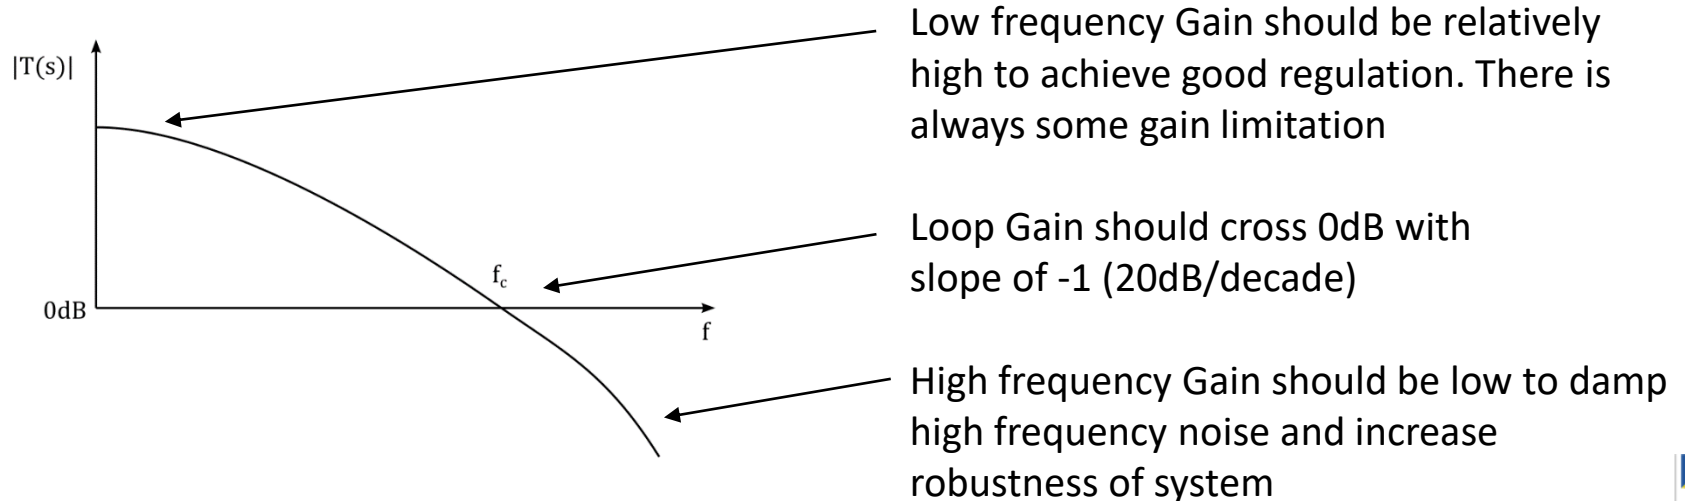 |T(s)|
0dB
f_c
f
Low frequency Gain should be relatively
high to achieve good regulation. There is
always some gain limitation
Loop Gain should cross 0dB with
slope of -1 (20dB/decade)
High frequency Gain should be low to damp
high frequency noise and increase
robustness of system